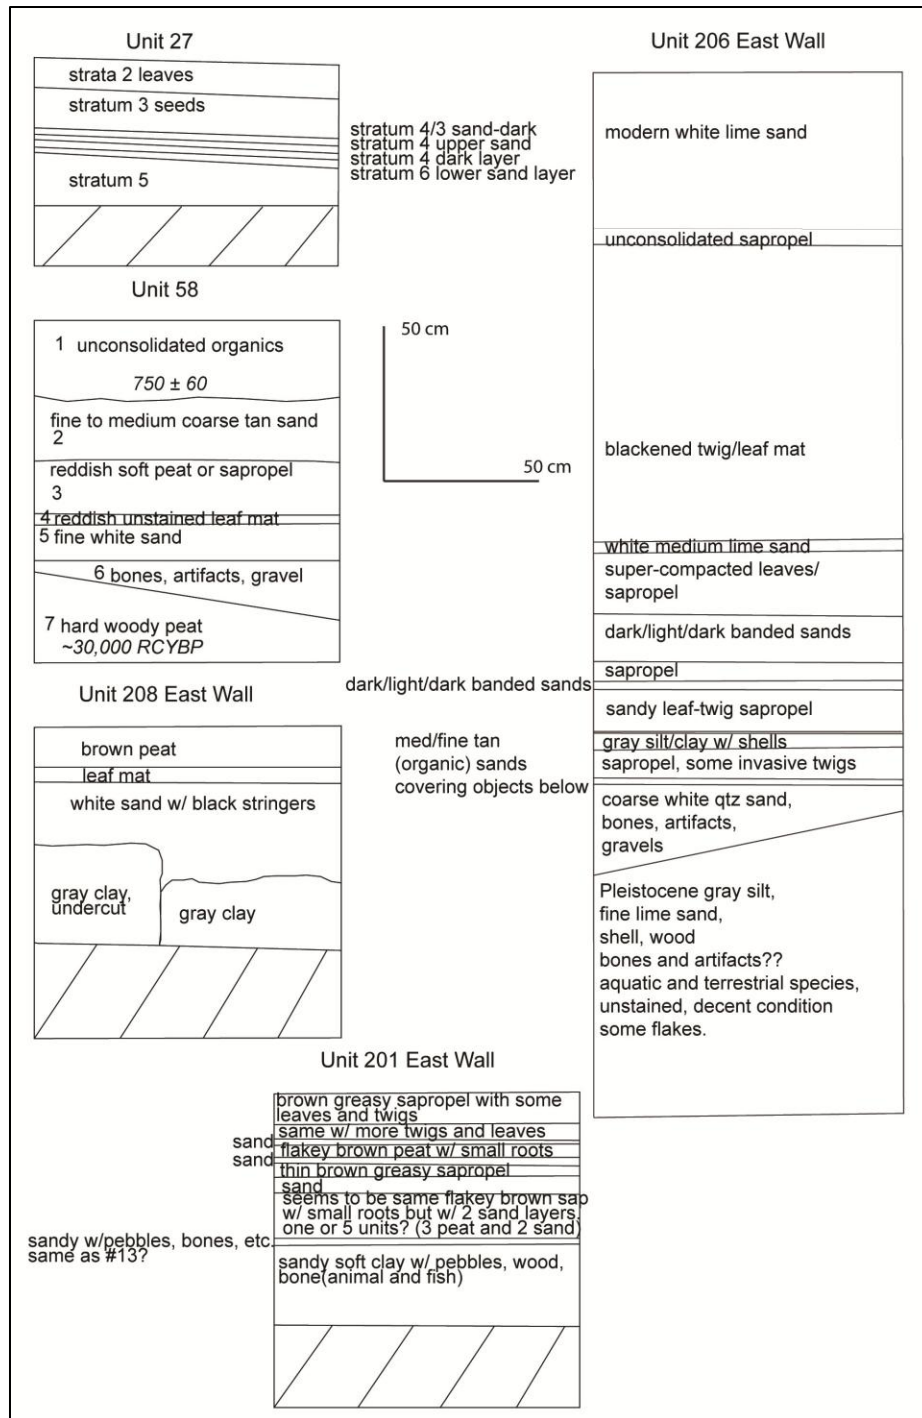 Unit 27
strata 2 leaves
stratum 3 seeds
stratum 4/3 sand-dark
stratum 4 upper sand
stratum 4 dark layer
stratum 6 lower sand layer
stratum 5
Unit 58
1 unconsolidated organics
750 ± 60
fine to medium coarse tan sand
2
reddish soft peat or sapropel
3
4 reddish unstained leaf mat
5 fine white sand
6 bones, artifacts, gravel
7 hard woody peat
~30,000 RCYBP
50 cm
50 cm
Unit 208 East Wall
brown peat
leaf mat
white sand w/ black stringers
gray clay,
undercut
gray clay
Unit 206 East Wall
modern white lime sand
unconsolidated sapropel
blackened twig/leaf mat
white medium lime sand
super-compacted leaves/
sapropel
dark/light/dark banded sands
sapropel
dark/light/dark banded sands
sandy leaf-twig sapropel
gray silt/clay w/ shells
sapropel, some invasive twigs
med/fine tan
(organic) sands
covering objects below
coarse white qtz sand,
bones, artifacts,
gravels
Pleistocene gray silt,
fine lime sand,
shell, wood
bones and artifacts??
aquatic and terrestrial species,
unstained, decent condition
some flakes.
Unit 201 East Wall
brown greasy sapropel with some
leaves and twigs
same w/ more twigs and leaves
sand
flakey brown peat w/ small roots
sand
thin brown greasy sapropel
sand
seems to be same flakey brown sap
w/ small roots but w/ 2 sand layers.
one or 5 units? (3 peat and 2 sand)
sandy w/pebbles, bones, etc.
same as #13?
sandy soft clay w/ pebbles, wood,
bone(animal and fish)